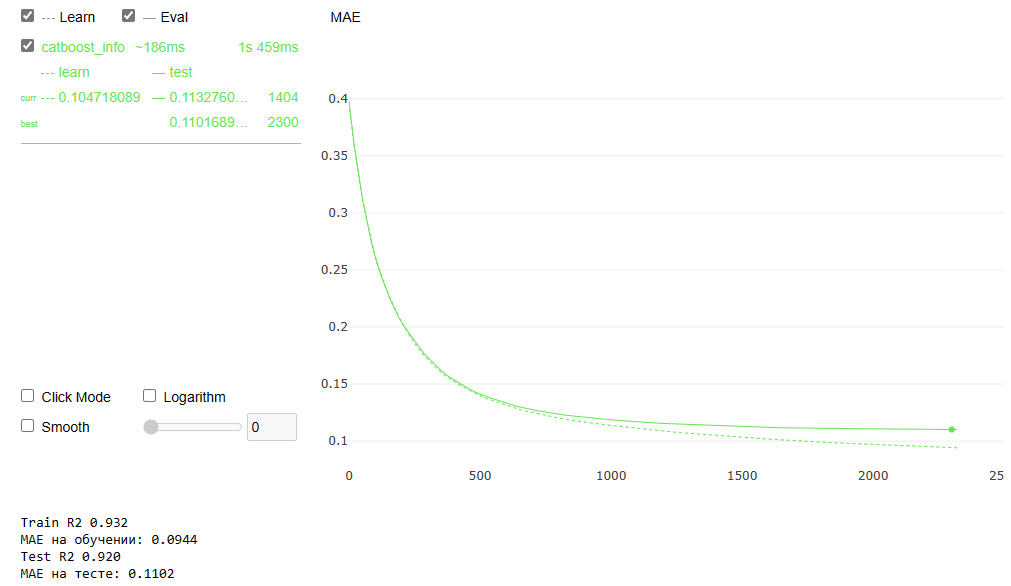 --- Learn — Eval
catboost_info ~186ms 1s 459ms
--- learn — test
curr --- 0.104718089 — 0.1132760... 1404
best 0.1101689... 2300
Click Mode Logarithm
Smooth 0
MAE
0.4
0.35
0.3
0.25
0.2
0.15
0.1
0 500 1000 1500 2000 25
Train R2 0.932
MAE на обучении: 0.0944
Test R2 0.920
MAE на тесте: 0.1102